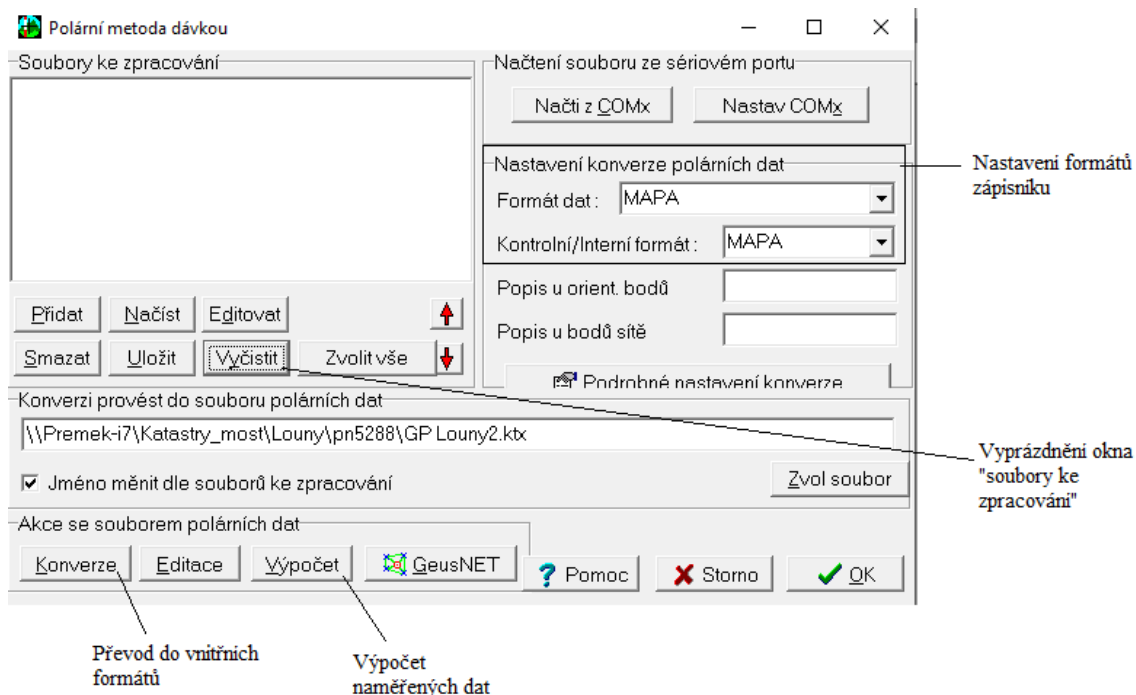 Polární metoda dávkou
Soubory ke zpracování
Načtení souboru ze sériovém portu
Načti z COMx
Nastav COMx
Nastavení konverze polárních dat
Formát dat :
MAPA
Kontrolní/Interní formát :
MAPA
Nastavení formátů
zápisníku
Popis u orient. bodů
Popis u bodů sítě
Podrobné nastavení konverze
Přidat
Načíst
Editovat
Smazat
Uložit
Vyčistit
Zvolit vše
Konverzi provést do souboru polárních dat
\\Premek-i7\Katastry_most\Louny\pn5288\GP Louny2.ktx
Jméno měnit dle souborů ke zpracování
Zvol soubor
Vyprázdnění okna
"soubory ke
zpracování"
Akce se souborem polárních dat
Konverze
Editace
Výpočet
GeusNET
Pomoc
Storno
OK
Převod do vnitřních
formátů
Výpočet
naměřených dat